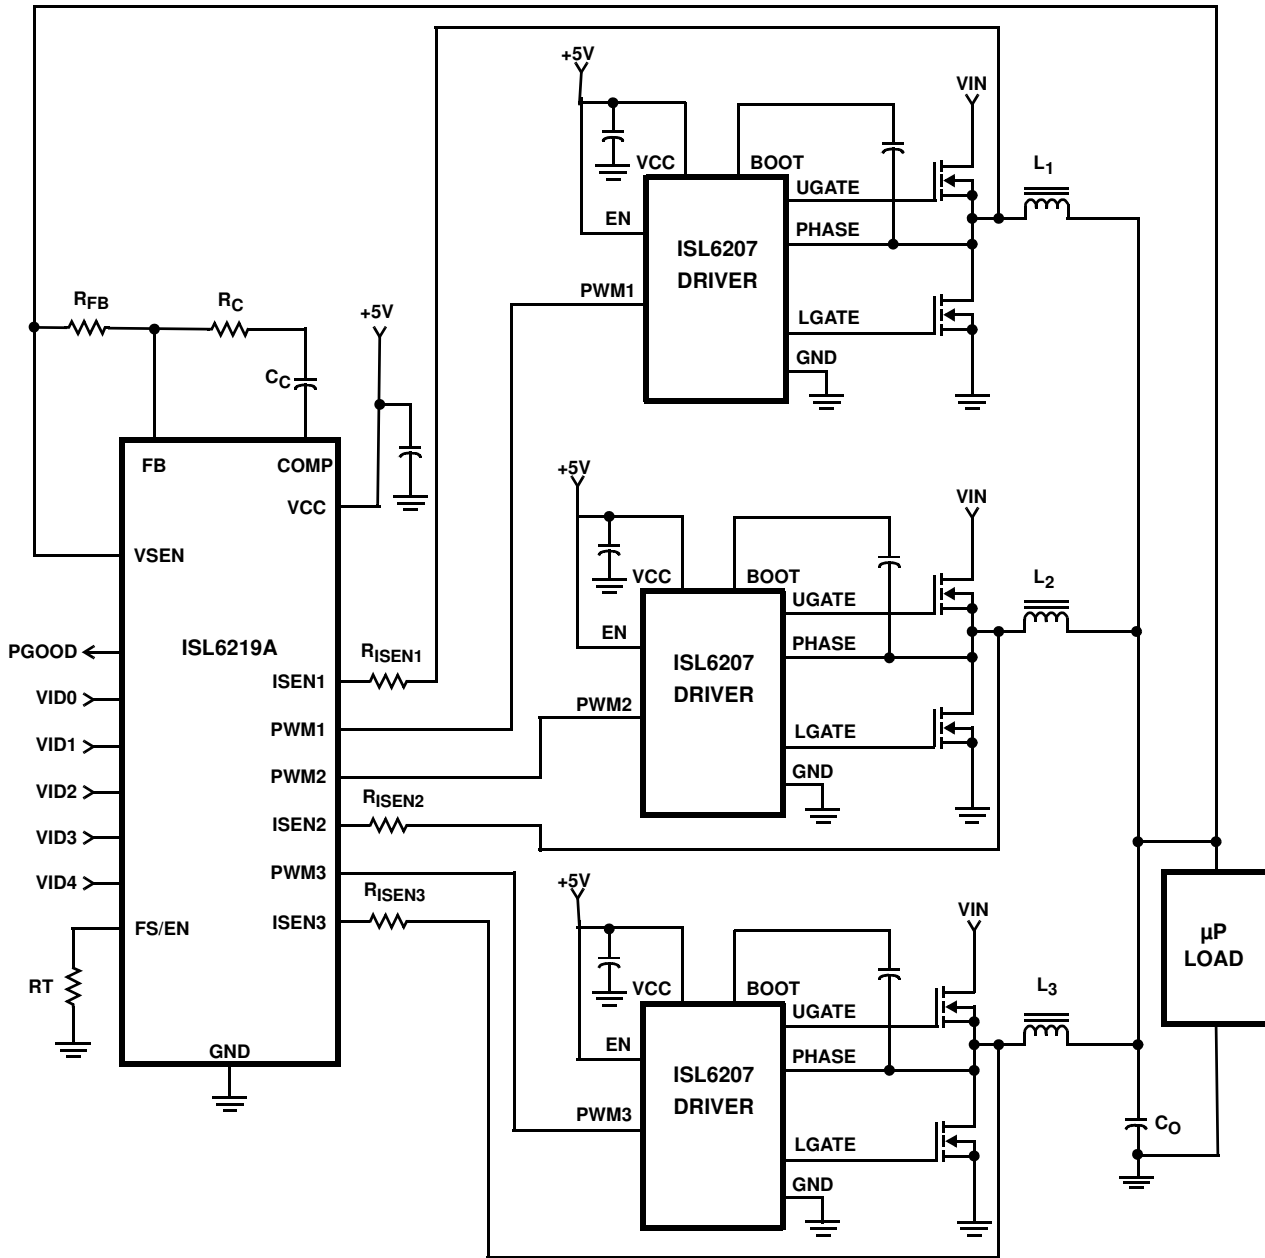 +5V
VIN
VCC
BOOT
UGATE
L1
EN
PHASE
ISL6207
DRIVER
PWM1
LGATE
GND
RFB
RC
+5V
CC
FB
COMP
VCC
VSEN
ISL6219A
PGOOD
VID0
VID1
VID2
VID3
VID4
FS/EN
RT
GND
ISEN1
PWM1
PWM2
ISEN2
PWM3
ISEN3
RISEN1
RISEN2
RISEN3
+5V
VIN
VCC
BOOT
UGATE
L2
EN
PHASE
ISL6207
DRIVER
PWM2
LGATE
GND
+5V
VIN
VCC
BOOT
UGATE
L3
EN
PHASE
ISL6207
DRIVER
PWM3
LGATE
GND
µP
LOAD
CO